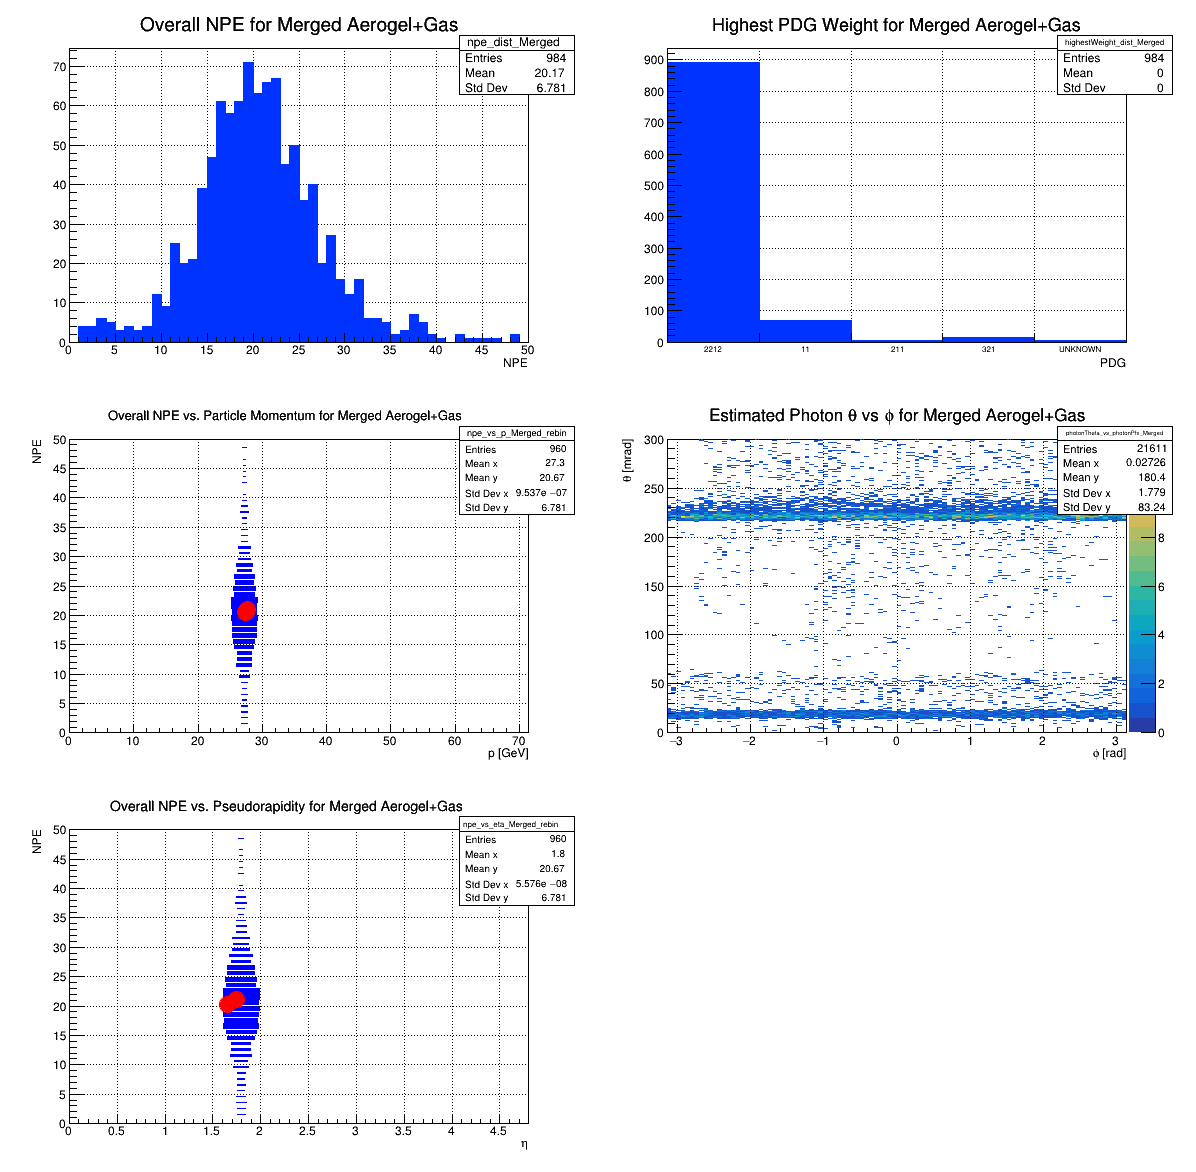 Overall NPE for Merged Aerogel+Gas
npe_dist_Merged
Entries 984
Mean 20.17
Std Dev 6.781
70
60
50
40
30
20
10
0
0 5 10 15 20 25 30 35 40 45 50
NPE
Highest PDG Weight for Merged Aerogel+Gas
highestWeight_dist_Merged
Entries 984
Mean 0
Std Dev 0
900
800
700
600
500
400
300
200
100
0
2212 11 211 321 UNKNOWN
PDG
Overall NPE vs. Particle Momentum for Merged Aerogel+Gas
npe_vs_p_Merged_rebin
Entries 960
Mean x 27.3
Mean y 20.67
Std Dev x 9.537e −07
Std Dev y 6.781
NPE
50
45
40
35
30
25
20
15
10
5
0
0 10 20 30 40 50 60 70
p [GeV]
Estimated Photon θ vs ϕ for Merged Aerogel+Gas
photonTheta_vs_photonPhi_Merged
Entries 21611
Mean x 0.02726
Mean y 180.4
Std Dev x 1.779
Std Dev y 83.24
θ [mrad]
300
250
200
150
100
50
0
−3 −2 −1 0 1 2 3
ϕ [rad]
8
6
4
2
0
Overall NPE vs. Pseudorapidity for Merged Aerogel+Gas
npe_vs_eta_Merged_rebin
Entries 960
Mean x 1.8
Mean y 20.67
Std Dev x 5.576e −08
Std Dev y 6.781
NPE
50
45
40
35
30
25
20
15
10
5
0
0 0.5 1 1.5 2 2.5 3 3.5 4 4.5
η